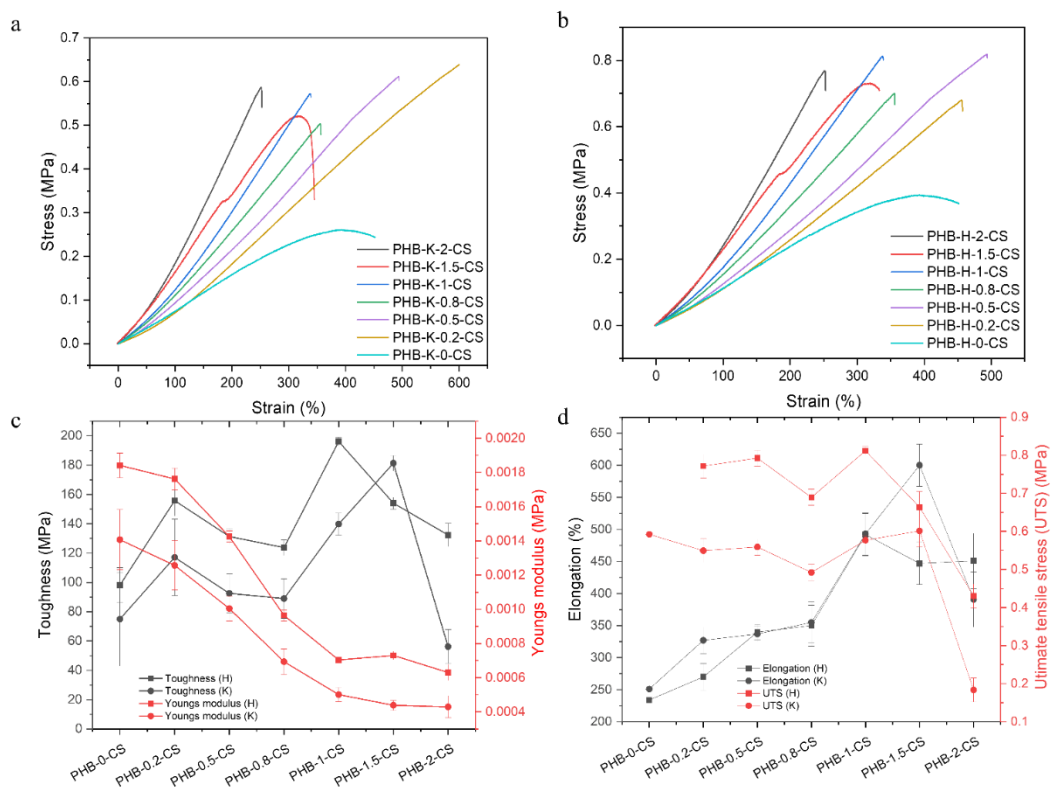 a
0.7
0.6
0.5
0.4
0.3
0.2
0.1
0.0
Stress (MPa)
0 100 200 300 400 500 600
Strain (%)
PHB-K-2-CS
PHB-K-1.5-CS
PHB-K-1-CS
PHB-K-0.8-CS
PHB-K-0.5-CS
PHB-K-0.2-CS
PHB-K-0-CS
b
0.8
0.6
0.4
0.2
0.0
Stress (MPa)
0 100 200 300 400 500
Strain (%)
PHB-H-2-CS
PHB-H-1.5-CS
PHB-H-1-CS
PHB-H-0.8-CS
PHB-H-0.5-CS
PHB-H-0.2-CS
PHB-H-0-CS
c
200
180
160
140
120
100
80
60
40
20
0
Toughness (MPa)
0.0020
0.0018
0.0016
0.0014
0.0012
0.0010
0.0008
0.0006
0.0004
Youngs modulus (MPa)
Toughness (H)
Toughness (K)
Youngs modulus (H)
Youngs modulus (K)
PHB-0-CS
PHB-0.2-CS
PHB-0.5-CS
PHB-0.8-CS
PHB-1-CS
PHB-1.5-CS
PHB-2-CS
d
650
600
550
500
450
400
350
300
250
200
Elongation (%)
0.9
0.8
0.7
0.6
0.5
0.4
0.3
0.2
0.1
Utimate tensile stress (UTS) (MPa)
Elongation (H)
Elongation (K)
UTS (H)
UTS (K)
PHB-0-CS
PHB-0.2-CS
PHB-0.5-CS
PHB-0.8-CS
PHB-1-CS
PHB-1.5-CS
PHB-2-CS